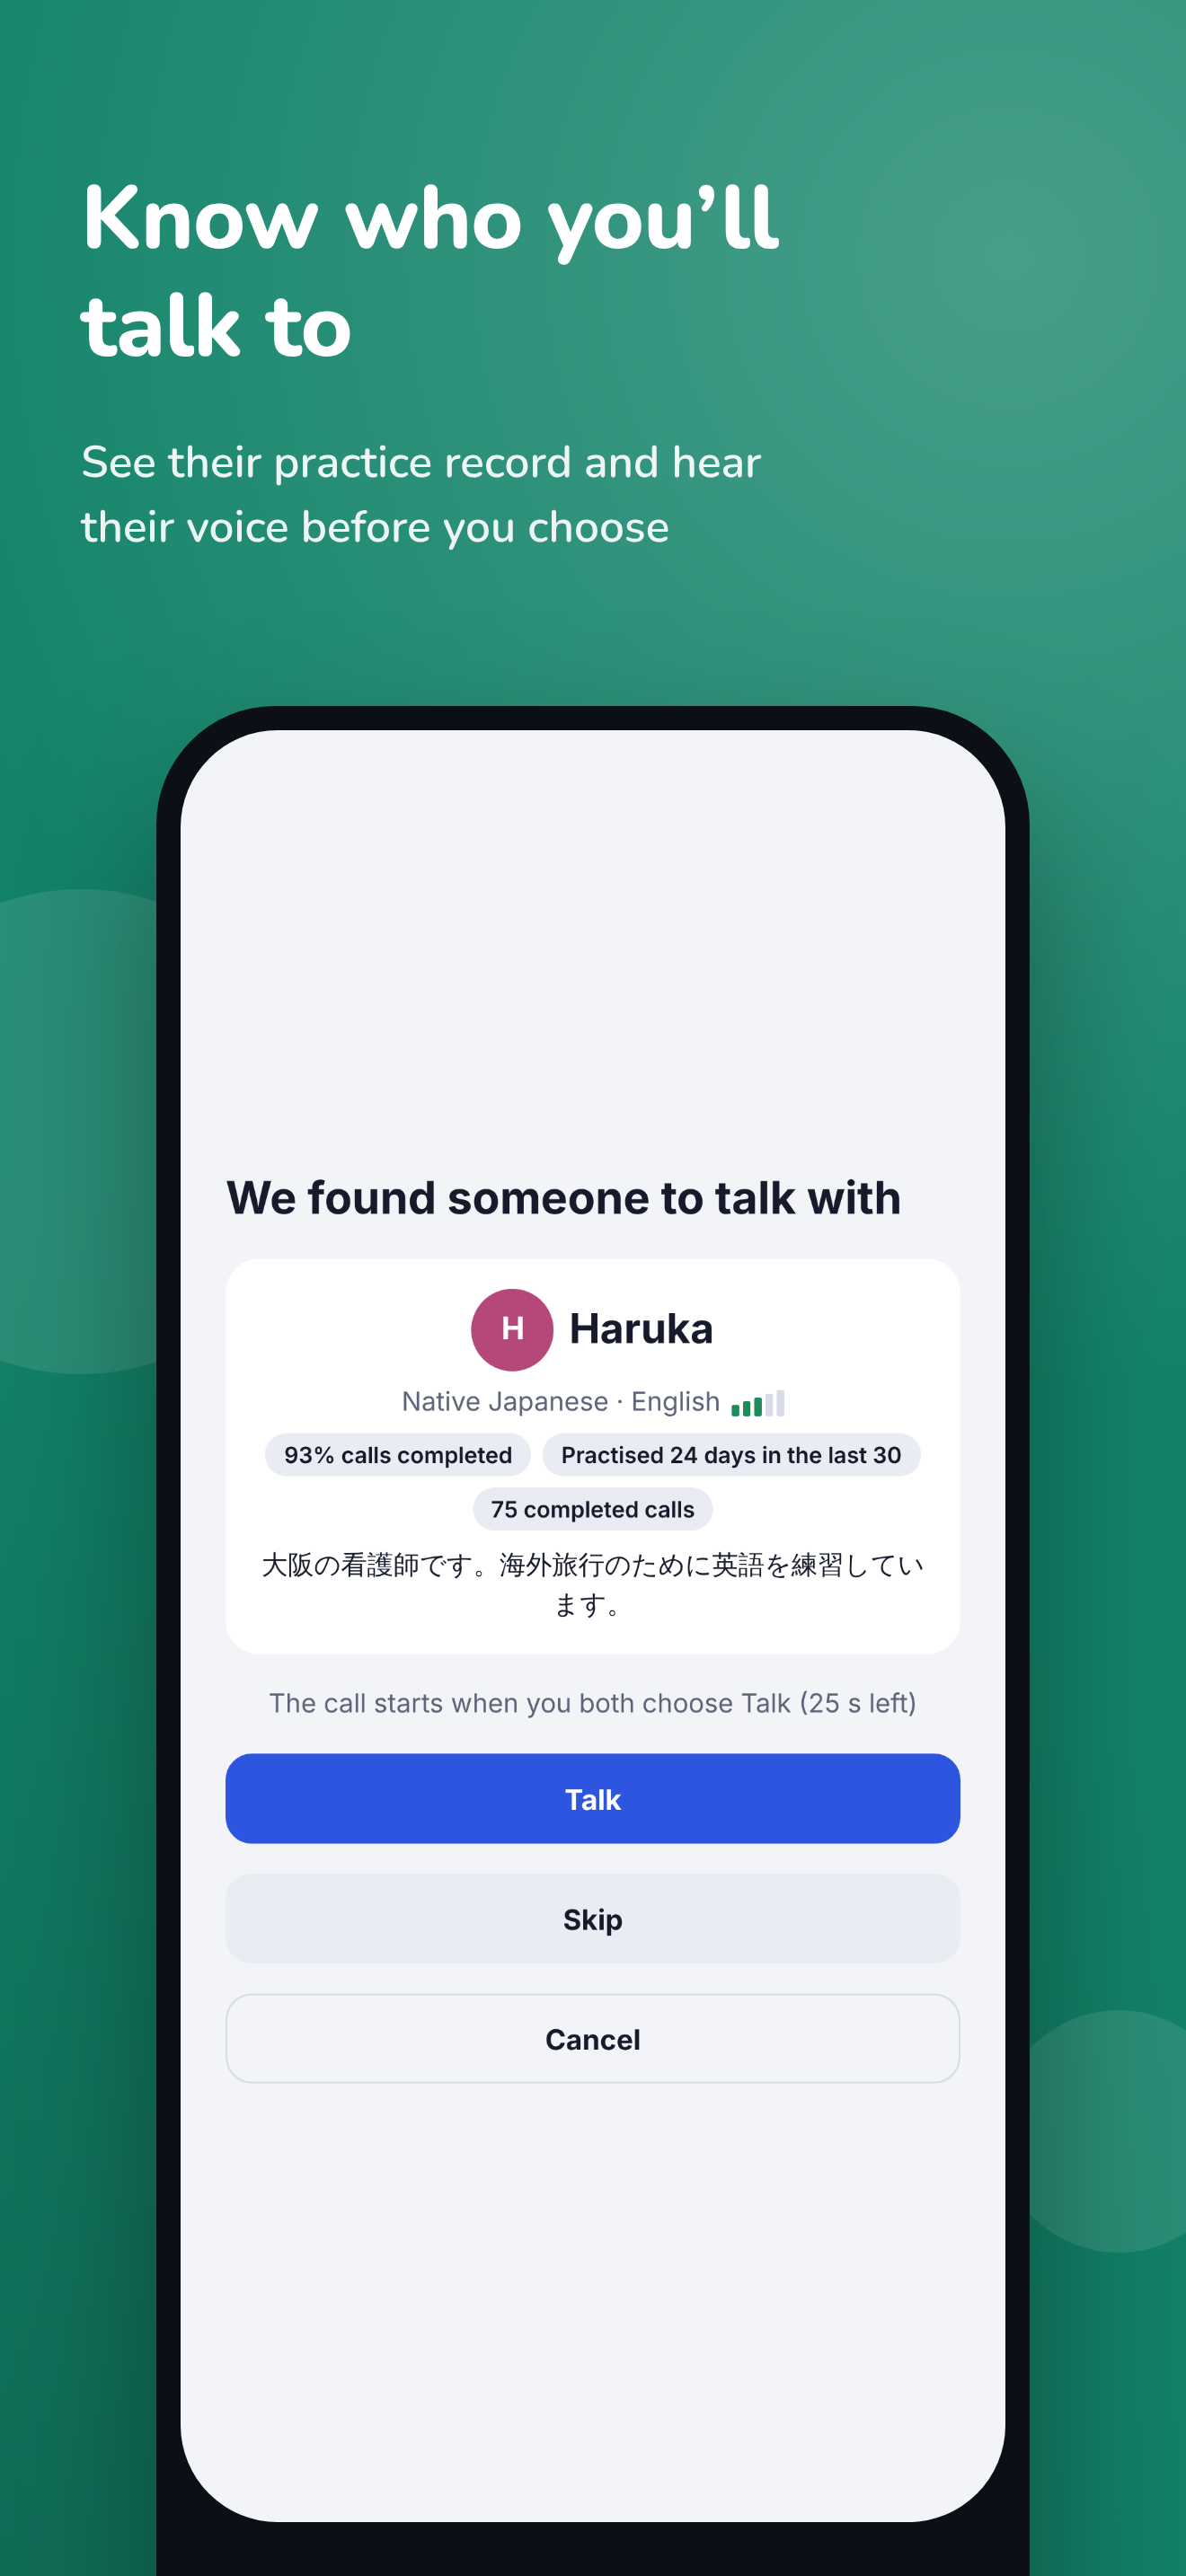 Know who you’ll
talk to
See their practice record and hear
their voice before you choose
We found someone to talk with
H Haruka
Native Japanese · English
93% calls completed Practised 24 days in the last 30
75 completed calls
大阪の看護師です。海外旅行のために英語を練習してい
ます。
The call starts when you both choose Talk (25 s left)
Talk
Skip
Cancel